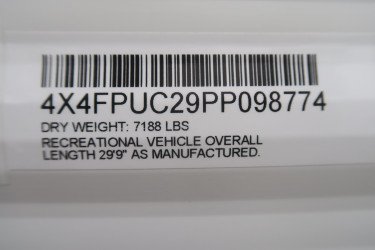 4X4FPUC29PP098774
DRY WEIGHT: 7188 LBS
RECREATIONAL VEHICLE OVERALL
LENGTH 29'9" AS MANUFACTURED.